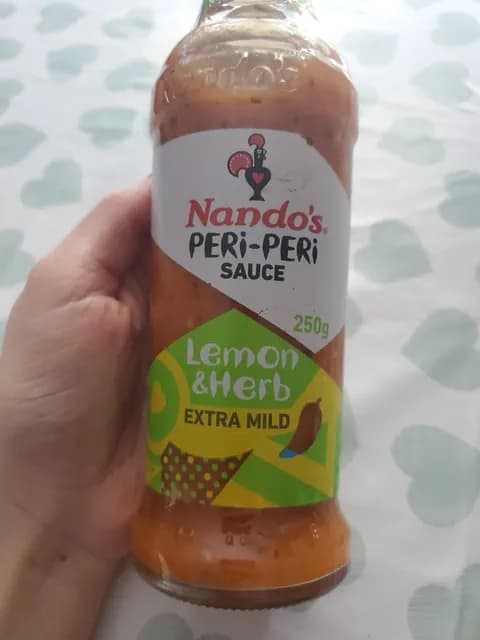 Nando's
PERi-PERi
SAUCE
250g
Lemon
&Herb
EXTRA MILD